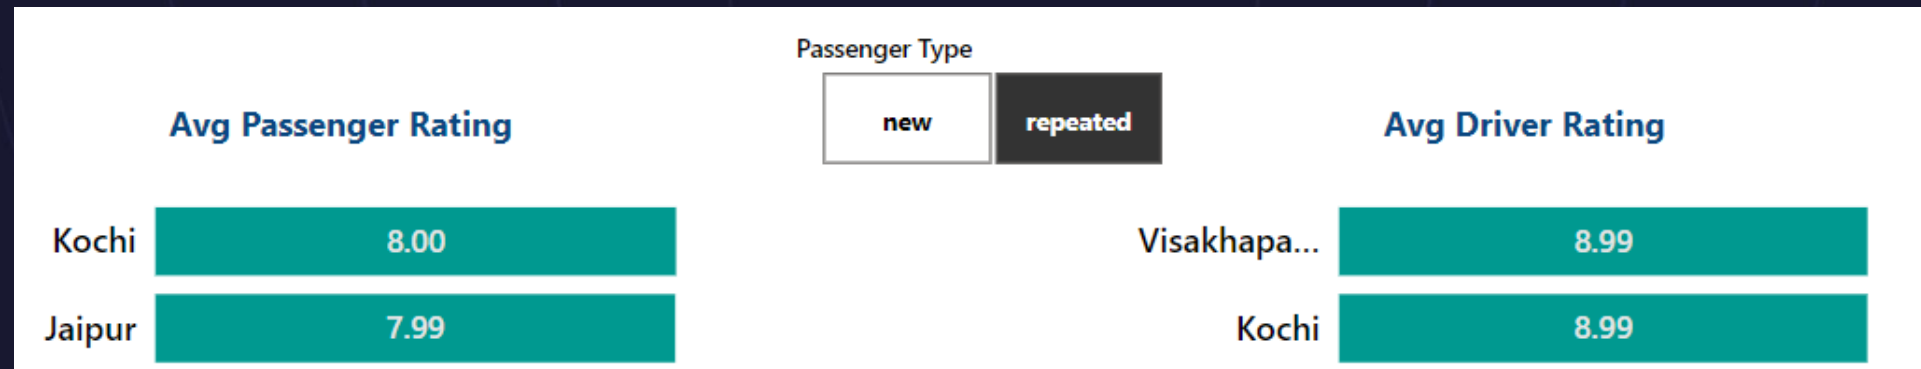 Passenger Type
new repeated
Avg Passenger Rating
Kochi 8.00
Jaipur 7.99
Avg Driver Rating
Visakhapa... 8.99
Kochi 8.99